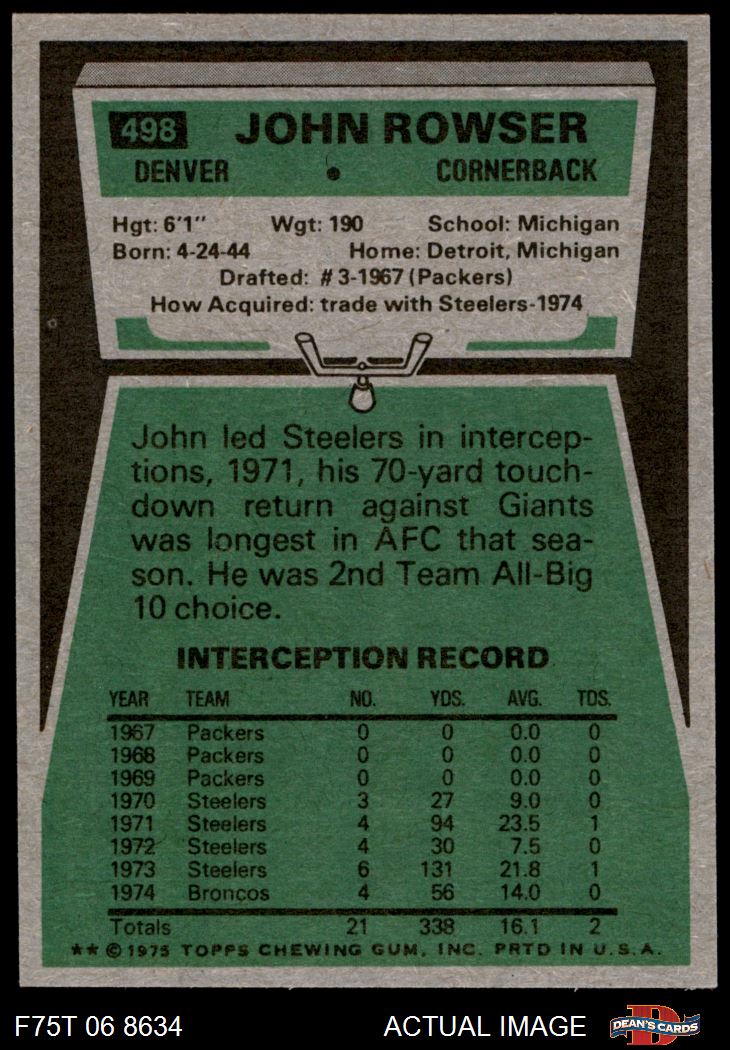 498 JOHN ROWSER
DENVER • CORNERBACK
Hgt: 6'1" Wgt: 190 School: Michigan
Born: 4-24-44 Home: Detroit, Michigan
Drafted: #3-1967 (Packers)
How Acquired: trade with Steelers-1974
John led Steelers in intercep-
tions, 1971, his 70-yard touch-
down return against Giants
was longest in AFC that sea-
son. He was 2nd Team All-Big
10 choice.
INTERCEPTION RECORD
YEAR TEAM NO. YDS. AVG. TDS.
1967 Packers 0 0 0.0 0
1968 Packers 0 0 0.0 0
1969 Packers 0 0 0.0 0
1970 Steelers 3 27 9.0 0
1971 Steelers 4 94 23.5 1
1972 Steelers 4 30 7.5 0
1973 Steelers 6 131 21.8 1
1974 Broncos 4 56 14.0 0
Totals 21 338 16.1 2
** © 1975 TOPPS CHEWING GUM, INC. PRTD IN U.S.A.
F75T 06 8634 ACTUAL IMAGE DEAN'S CARDS